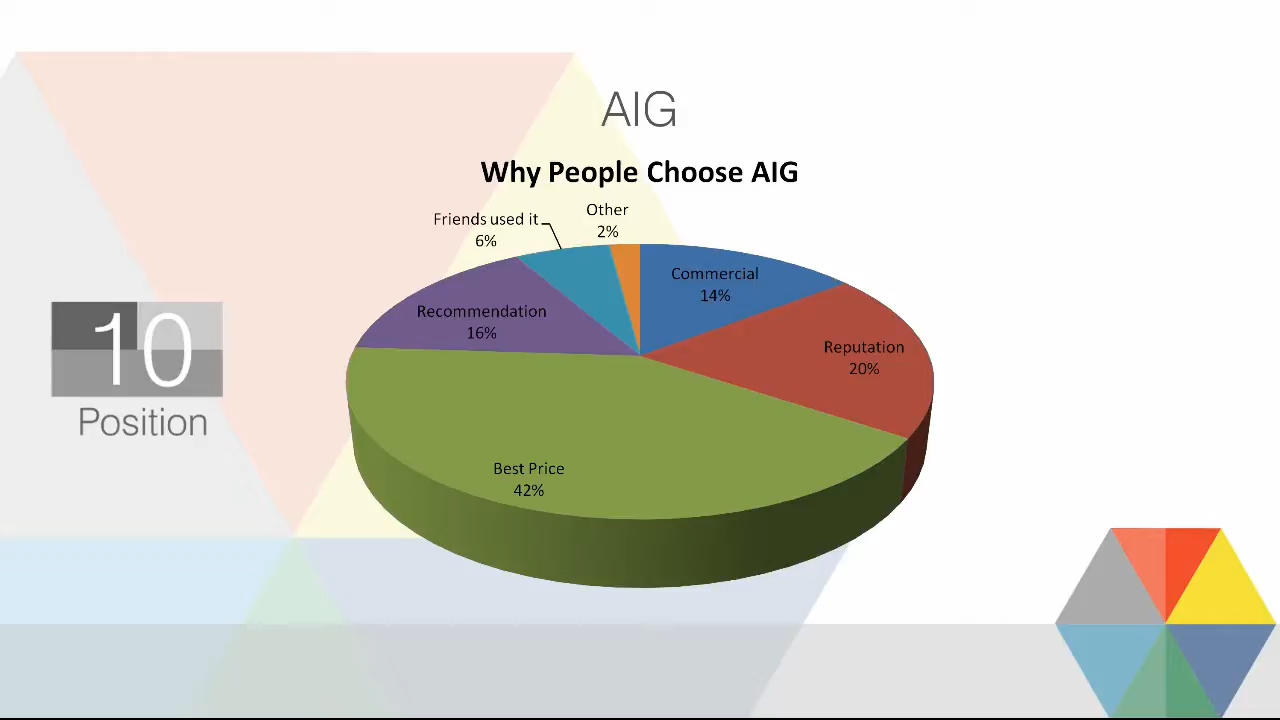 AIG
Why People Choose AIG
Friends used it
6%
Other
2%
Commercial
14%
Recommendation
16%
Reputation
20%
Best Price
42%
10
Position